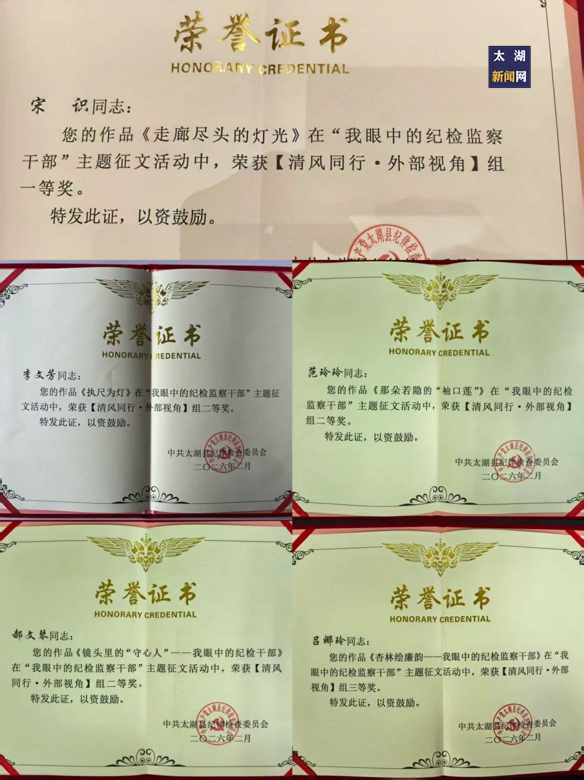 荣誉证书
HONORARY CREDENTIAL
太湖
新闻网
宋 识同志：
您的作品《走廊尽头的灯光》在“我眼中的纪检监察
干部”主题征文活动中，荣获【清风同行·外部视角】组
一等奖。
特发此证，以资鼓励。
荣誉证书
HONORARY CREDENTIAL
李文芳同志：
您的作品《执尺为灯》在“我眼中的纪检监察干部”主题征
文活动中，荣获【清风同行·外部视角】组二等奖。
特发此证，以资鼓励。
中共太湖县纪律检查委员会
二〇二六年二月
荣誉证书
HONORARY CREDENTIAL
范玲玲同志：
您的作品《那朵若隐的“袖口莲”》在“我眼中的纪检
监察干部”主题征文活动中，荣获【清风同行·外部视角】
组二等奖。
特发此证，以资鼓励。
中共太湖县纪律检查委员会
二〇二六年二月
荣誉证书
HONORARY CREDENTIAL
郝文琴同志：
您的作品《镜头里的“守心人”——我眼中的纪检干部》
在“我眼中的纪检监察干部”主题征文活动中，荣获【清风
同行·外部视角】组二等奖。
特发此证，以资鼓励。
中共太湖县纪律检查委员会
二〇二六年二月
荣誉证书
HONORARY CREDENTIAL
吕娜玲同志：
您的作品《杏林绘廉韵——我眼中的纪检监察干部》在“我
眼中的纪检监察干部”主题征文活动中，荣获【清风同行·外部
视角】组三等奖。
特发此证，以资鼓励。
中共太湖县纪律检查委员会
二〇二六年二月